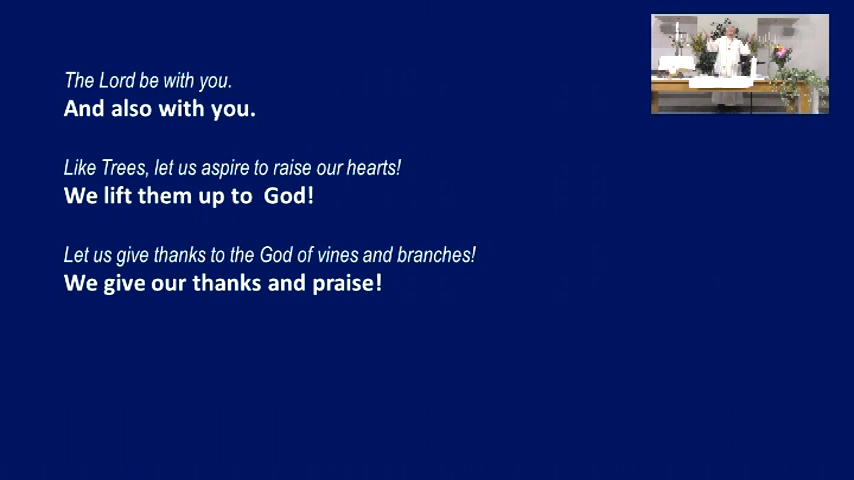 The Lord be with you.
And also with you.
Like Trees, let us aspire to raise our hearts!
We lift them up to  God!
Let us give thanks to the God of vines and branches!
We give our thanks and praise!